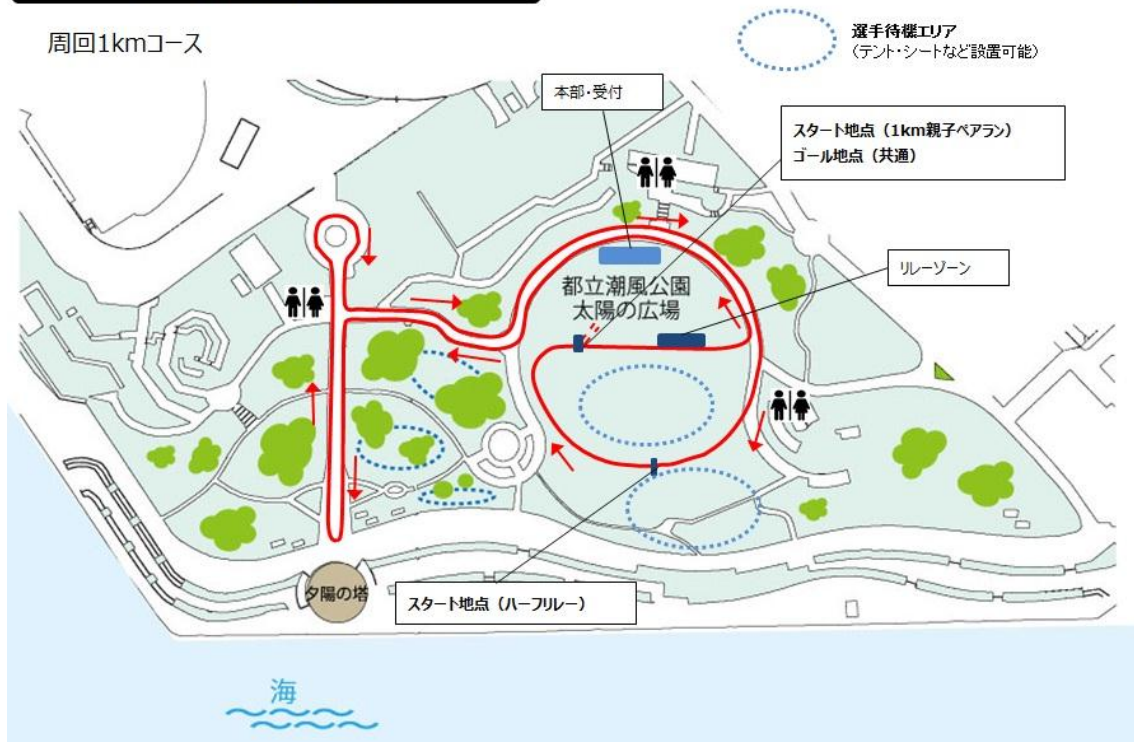 周回1kmコース
選手待機エリア
(テント・シートなど設置可能)
本部・受付
スタート地点(1km親子ペアラン)
ゴール地点(共通)
リレーゾーン
都立潮風公園
太陽の広場
スタート地点(ハーフリレー)
夕陽の塔
海